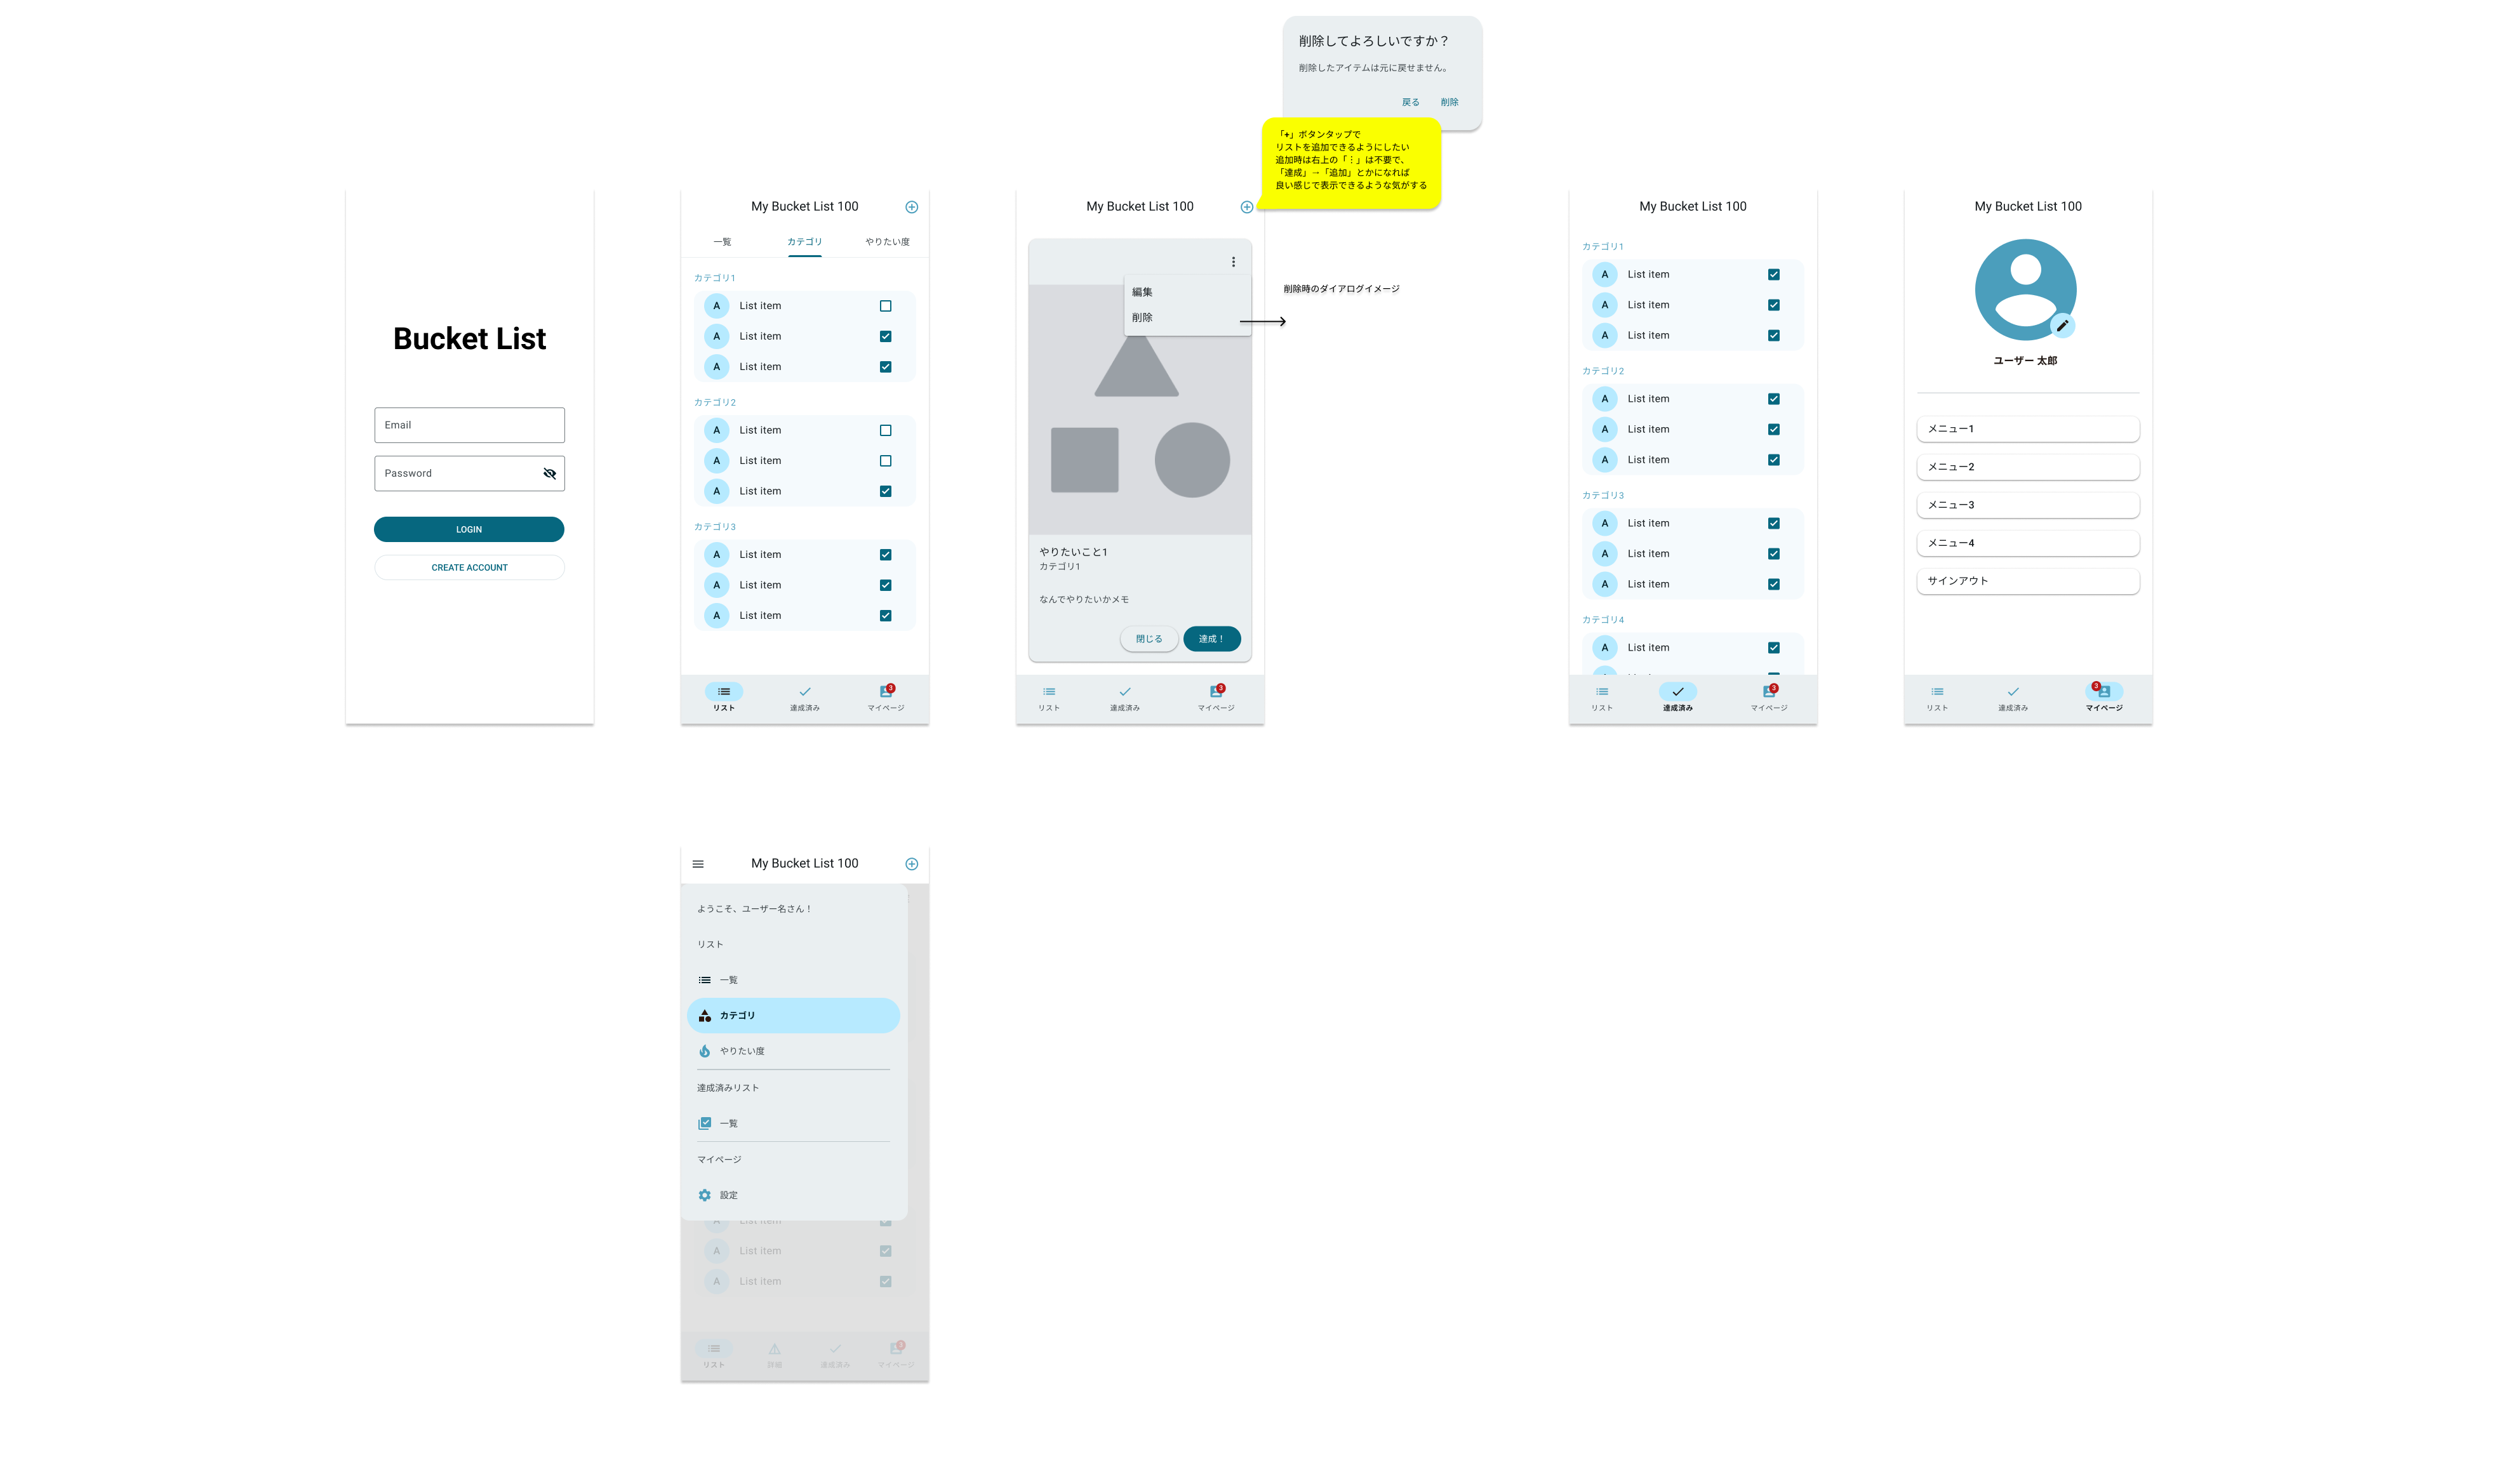 削除してよろしいですか？
削除したアイテムは元に戻せません。
戻る
削除
「+」ボタンタップで
リストを追加できるようにしたい
追加時は右上の「⋮」は不要で、
「達成」→「追加」とかになれば
良い感じで表示できるような気がする
Bucket List
Email
Password
LOGIN
CREATE ACCOUNT
My Bucket List 100
一覧
カテゴリ
やりたい度
カテゴリ1
A List item
A List item
A List item
カテゴリ2
A List item
A List item
A List item
カテゴリ3
A List item
A List item
A List item
3
リスト
達成済み
マイページ
My Bucket List 100
編集
削除
削除時のダイアログイメージ
やりたいこと1
カテゴリ1
なんでやりたいかメモ
閉じる
達成！
3
リスト
達成済み
マイページ
My Bucket List 100
カテゴリ1
A List item
A List item
A List item
カテゴリ2
A List item
A List item
A List item
カテゴリ3
A List item
A List item
A List item
カテゴリ4
A List item
3
リスト
達成済み
マイページ
My Bucket List 100
ユーザー 太郎
メニュー1
メニュー2
メニュー3
メニュー4
サインアウト
3
リスト
達成済み
マイページ
My Bucket List 100
ようこそ、ユーザー名さん！
リスト
一覧
カテゴリ
やりたい度
達成済みリスト
一覧
マイページ
設定
A List item
A List item
3
リスト
詳細
達成済み
マイページ